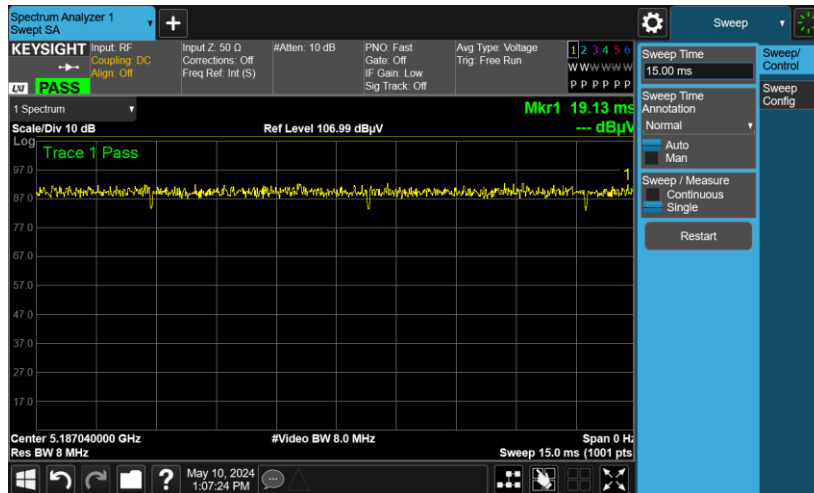 Spectrum Analyzer 1
Swept SA
+
Sweep
KEYSIGHT
Input: RF
Coupling: DC
Align: Off
Input Z: 50 Ω
Corrections: Off
Freq Ref: Int (S)
#Atten: 10 dB
PNO: Fast
Gate: Off
IF Gain: Low
Sig Track: Off
Avg Type: Voltage
Trig: Free Run
1 2 3 4 5 6
W W W W W W
P P P P P P
LXI
PASS
1 Spectrum
Mkr1 19.13 ms
Scale/Div 10 dB
Ref Level 106.99 dBµV
--- dBµV
Log
Trace 1 Pass
1
97.0
87.0
77.0
67.0
57.0
47.0
37.0
27.0
17.0
Center 5.187040000 GHz
#Video BW 8.0 MHz
Span 0 Hz
Res BW 8 MHz
Sweep 15.0 ms (1001 pts
?
May 10, 2024
1:07:24 PM
Sweep Time
15.00 ms
Sweep Time
Annotation
Normal
Auto
Man
Sweep / Measure
Continuous
Single
Restart
Sweep/
Control
Sweep
Config